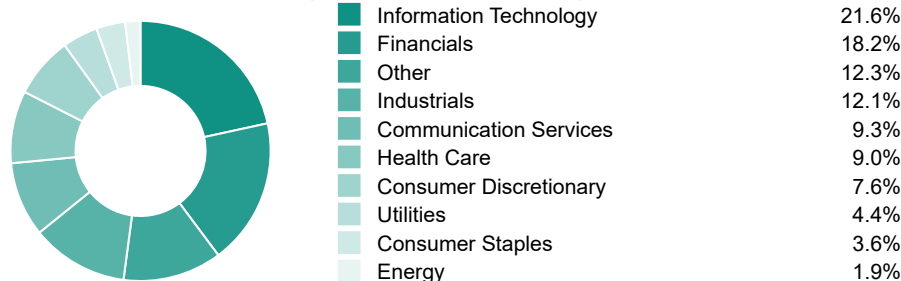 Information Technology 21.6%
Financials 18.2%
Other 12.3%
Industrials 12.1%
Communication Services 9.3%
Health Care 9.0%
Consumer Discretionary 7.6%
Utilities 4.4%
Consumer Staples 3.6%
Energy 1.9%